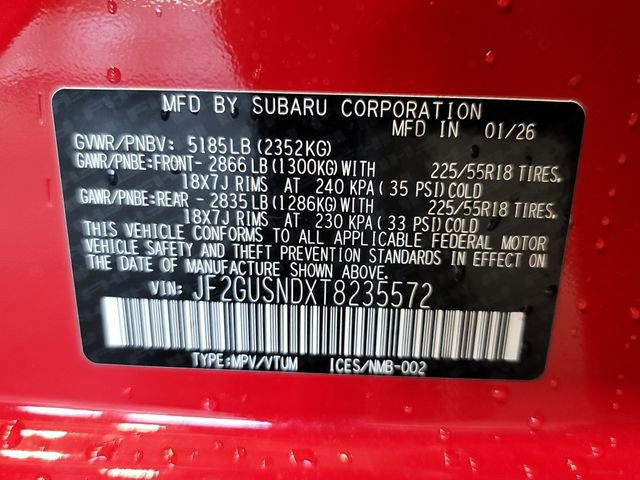 MFD BY SUBARU CORPORATION
MFD IN 01/26
GVWR/PNBV: 5185LB (2352KG)
GAWR/PNBE:FRONT- 2866 LB (1300KG) WITH 225/55R18 TIRES,
18X7J RIMS AT 240 KPA ( 35 PSI) COLD
GAWR/PNBE:REAR - 2835 LB (1286KG) WITH 225/55R18 TIRES,
18X7J RIMS AT 230 KPA ( 33 PSI) COLD
THIS VEHICLE CONFORMS TO ALL APPLICABLE FEDERAL MOTOR
VEHICLE SAFETY AND THEFT PREVENTION STANDARDS IN EFFECT ON
THE DATE OF MANUFACTURE SHOWN ABOVE.
VIN: JF2GUSNDXT8235572
TYPE:MPV/VTUM ICES/NMB-002